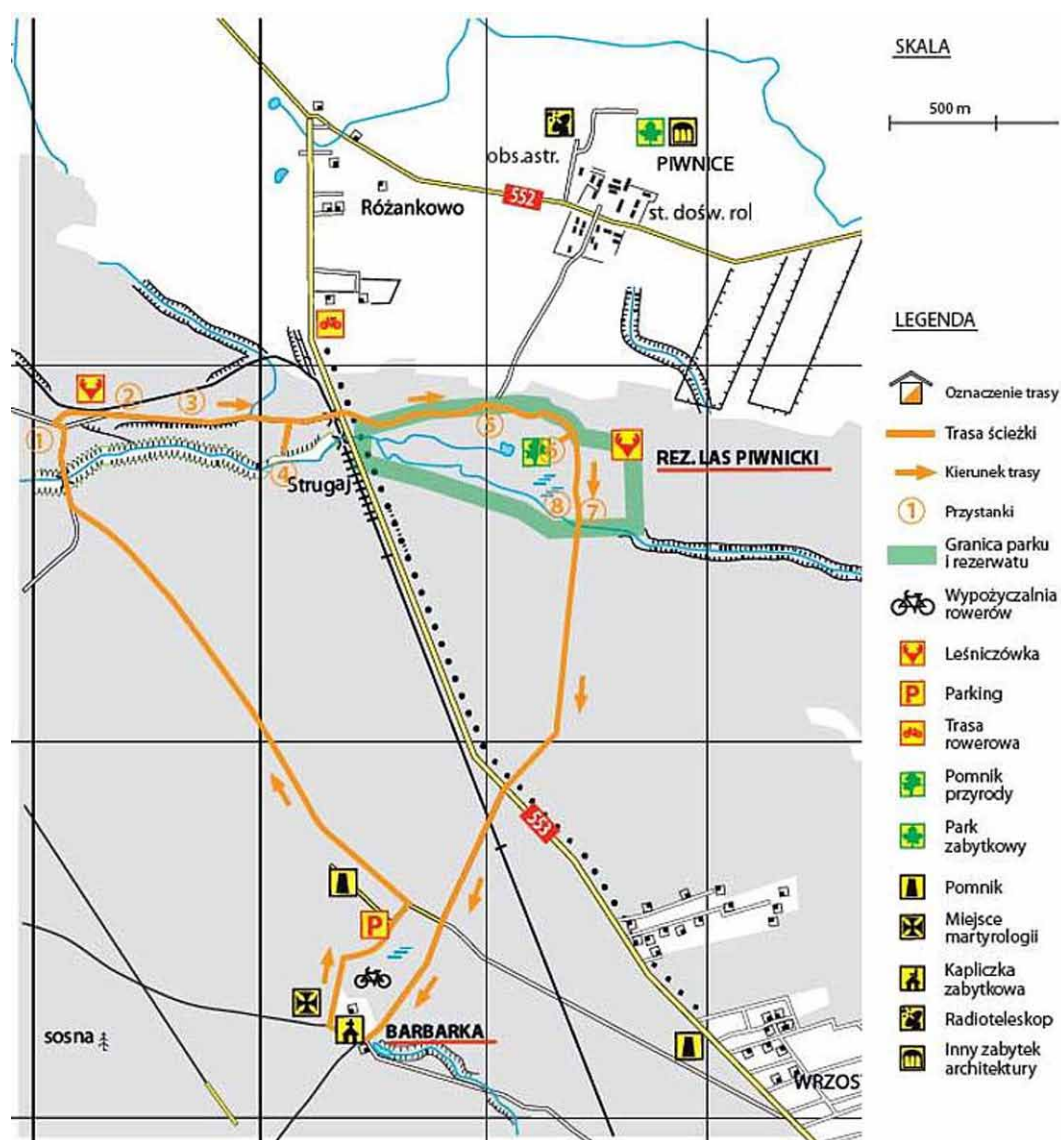 SKALA
500 m
obs.astr.
PIWNICE
552
st. dośw. rol
Różankowo
LEGENDA
Oznaczenie trasy
Trasa ścieżki
Kierunek trasy
1
Przystanki
Granica parku
i rezerwatu
Wypożyczalnia
rowerów
Leśniczówka
P
Parking
Trasa
rowerowa
Pomnik
przyrody
Park
zabytkowy
Pomnik
Miejsce
martyrologii
Kapliczka
zabytkowa
Radioteleskop
Inny zabytek
architektury
1
2
3
4
5
6
REZ. LAS PIWNICKI
Strugaj
8
7
553
P
BARBARKA
sosna
WRZOS